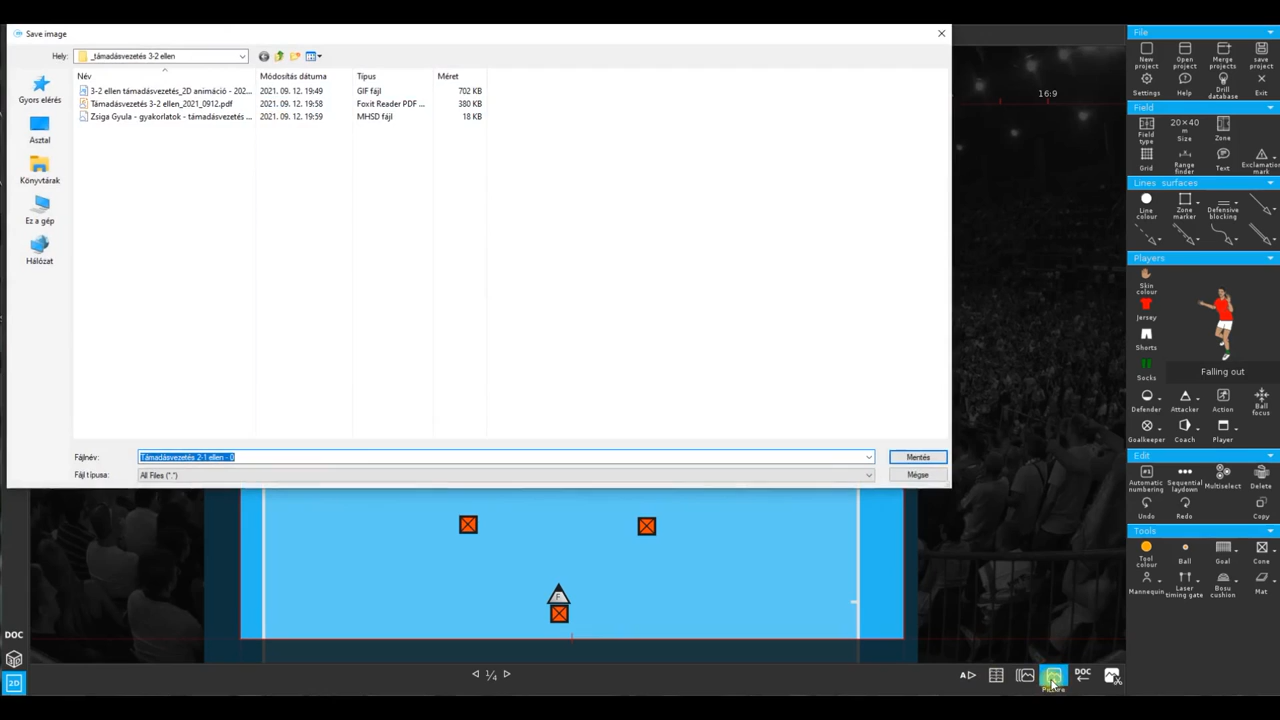 Save image
File
Hely:
_támadásvezetés 3-2 ellen
New project
Open project
Merge projects
save project
Név
Módosítás dátuma
Típus
Méret
Settings
Help
Drill database
Exit
Gyors elérés
3-2 ellen támadásvezetés_2D animáció - 202...
2021. 09. 12. 19:49
GIF fájl
702 KB
16:9
Támadásvezetés 3-2 ellen_2021_0912.pdf
2021. 09. 12. 19:58
Foxit Reader PDF ...
380 KB
Field
Zsiga Gyula - gyakorlatok - támadásvezetés ...
2021. 09. 12. 19:59
MHSD fájl
18 KB
Asztal
Field type
20×40 m Size
Zone
Könyvtárak
Grid
Range finder
Text
Exclamation mark
Lines surfaces
Ez a gép
Line colour
Zone marker
Defensive blocking
Hálózat
Players
Skin colour
Jersey
Shorts
Socks
Falling out
Defender
Attacker
Action
Ball focus
Goalkeeper
Coach
Player
Fájlnév:
Támadásvezetés 2-1 ellen - 0
Mentés
Edit
Fájl típusa:
All Files (*.*)
Mégse
Automatic numbering
Sequential laydown
Multiselect
Delete
Undo
Redo
Copy
Tools
Tool colour
Ball
Goal
Cone
F
Mannequin
Laser timing gate
Bosu cushion
Mat
DOC
2D
1/4
A
DOC
Picture